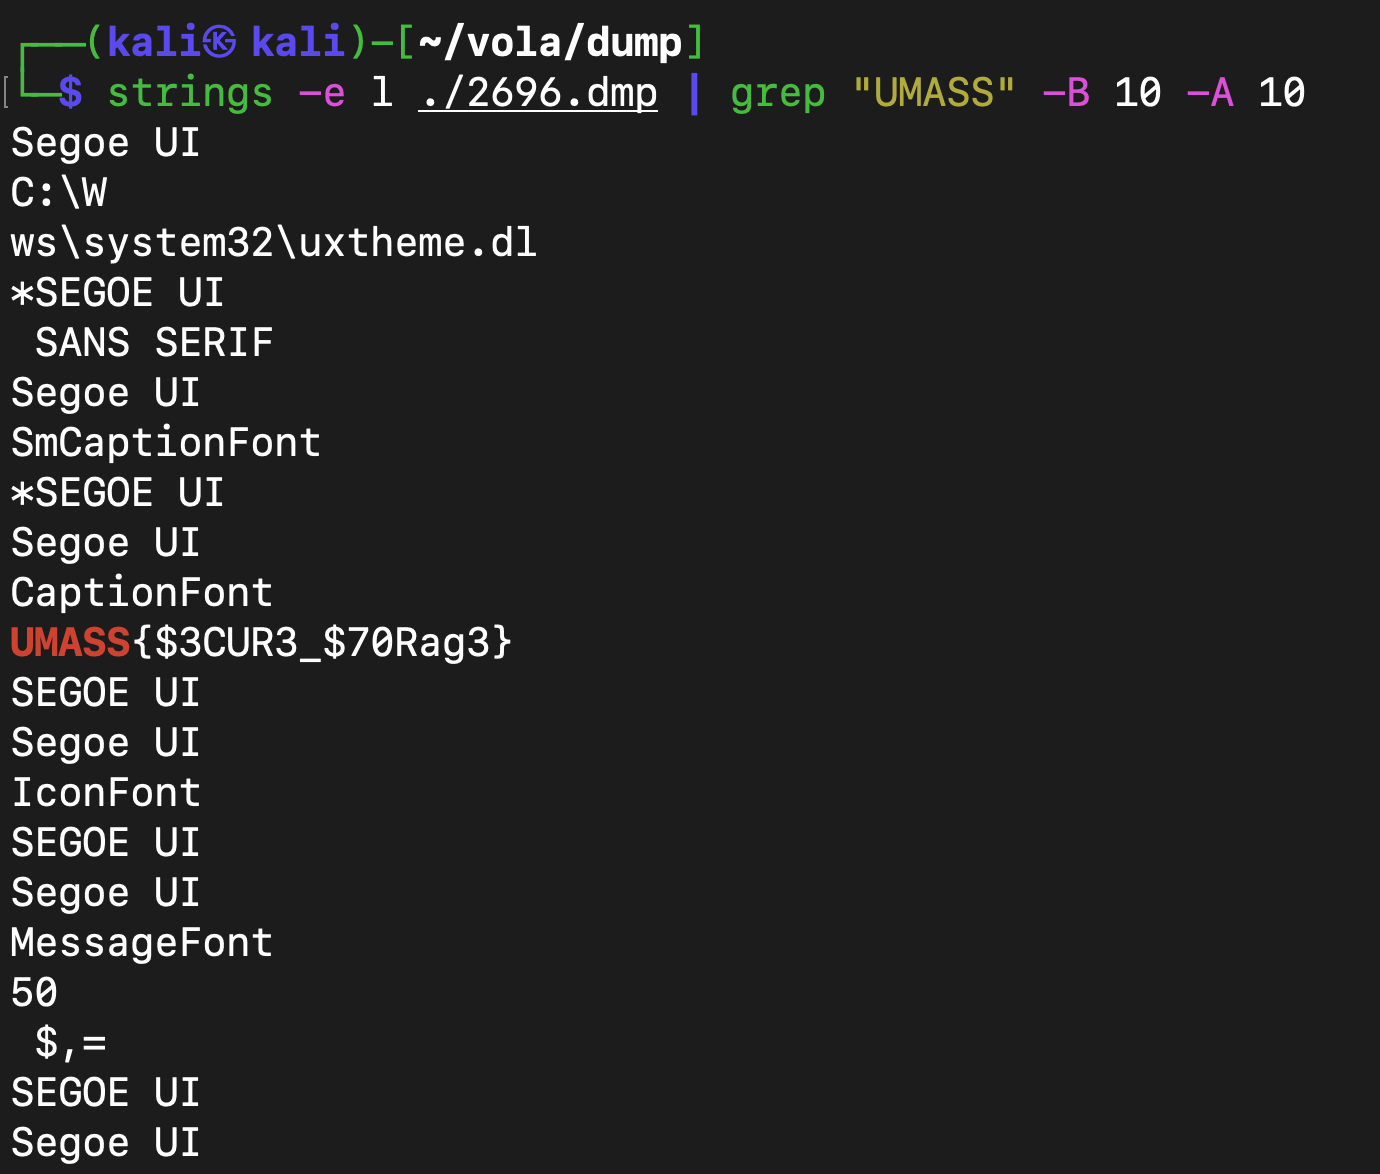 ┌──(kali㉿kali)-[~/vola/dump]
└─$ strings -e l ./2696.dmp | grep "UMASS" -B 10 -A 10
Segoe UI
C:\W
ws\system32\uxtheme.dl
*SEGOE UI
 SANS SERIF
Segoe UI
SmCaptionFont
*SEGOE UI
Segoe UI
CaptionFont
UMASS{$3CUR3_$70Rag3}
SEGOE UI
Segoe UI
IconFont
SEGOE UI
Segoe UI
MessageFont
50
 $,=
SEGOE UI
Segoe UI